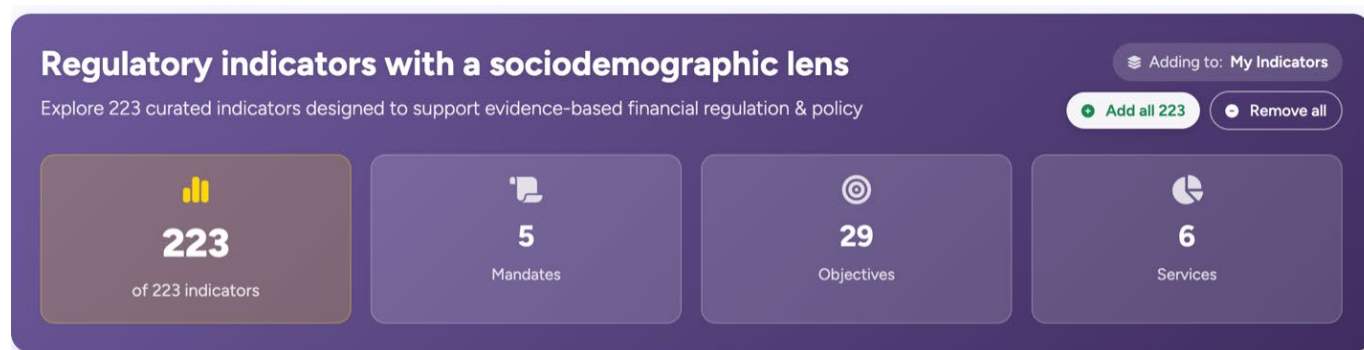 Regulatory indicators with a sociodemographic lens
Explore 223 curated indicators designed to support evidence-based financial regulation & policy
Adding to: My Indicators
Add all 223
Remove all
223
of 223 indicators
5
Mandates
29
Objectives
6
Services